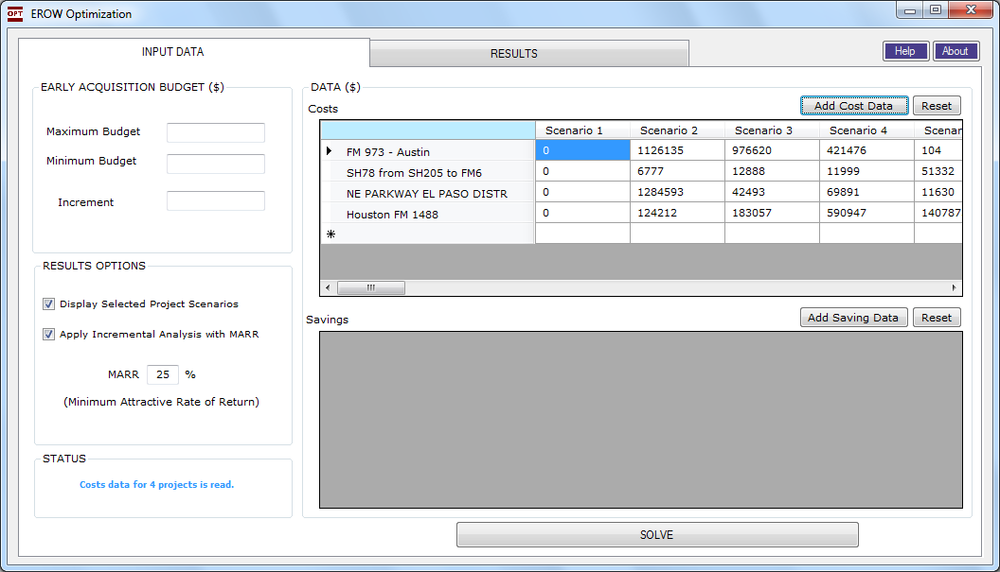 OPT EROW Optimization
INPUT DATA
RESULTS
Help
About
EARLY ACQUISITION BUDGET ($)
Maximum Budget
Minimum Budget
Increment
RESULTS OPTIONS
Display Selected Project Scenarios
Apply Incremental Analysis with MARR
MARR 25 %
(Minimum Attractive Rate of Return)
STATUS
Costs data for 4 projects is read.
DATA ($)
Costs
Add Cost Data
Reset
Scenario 1 Scenario 2 Scenario 3 Scenario 4 Scenar
FM 973 - Austin 0 1126135 976620 421476 104
SH78 from SH205 to FM6 0 6777 12888 11999 51332
NE PARKWAY EL PASO DISTR 0 1284593 42493 69891 11630
Houston FM 1488 0 124212 183057 590947 140787
Savings
Add Saving Data
Reset
SOLVE